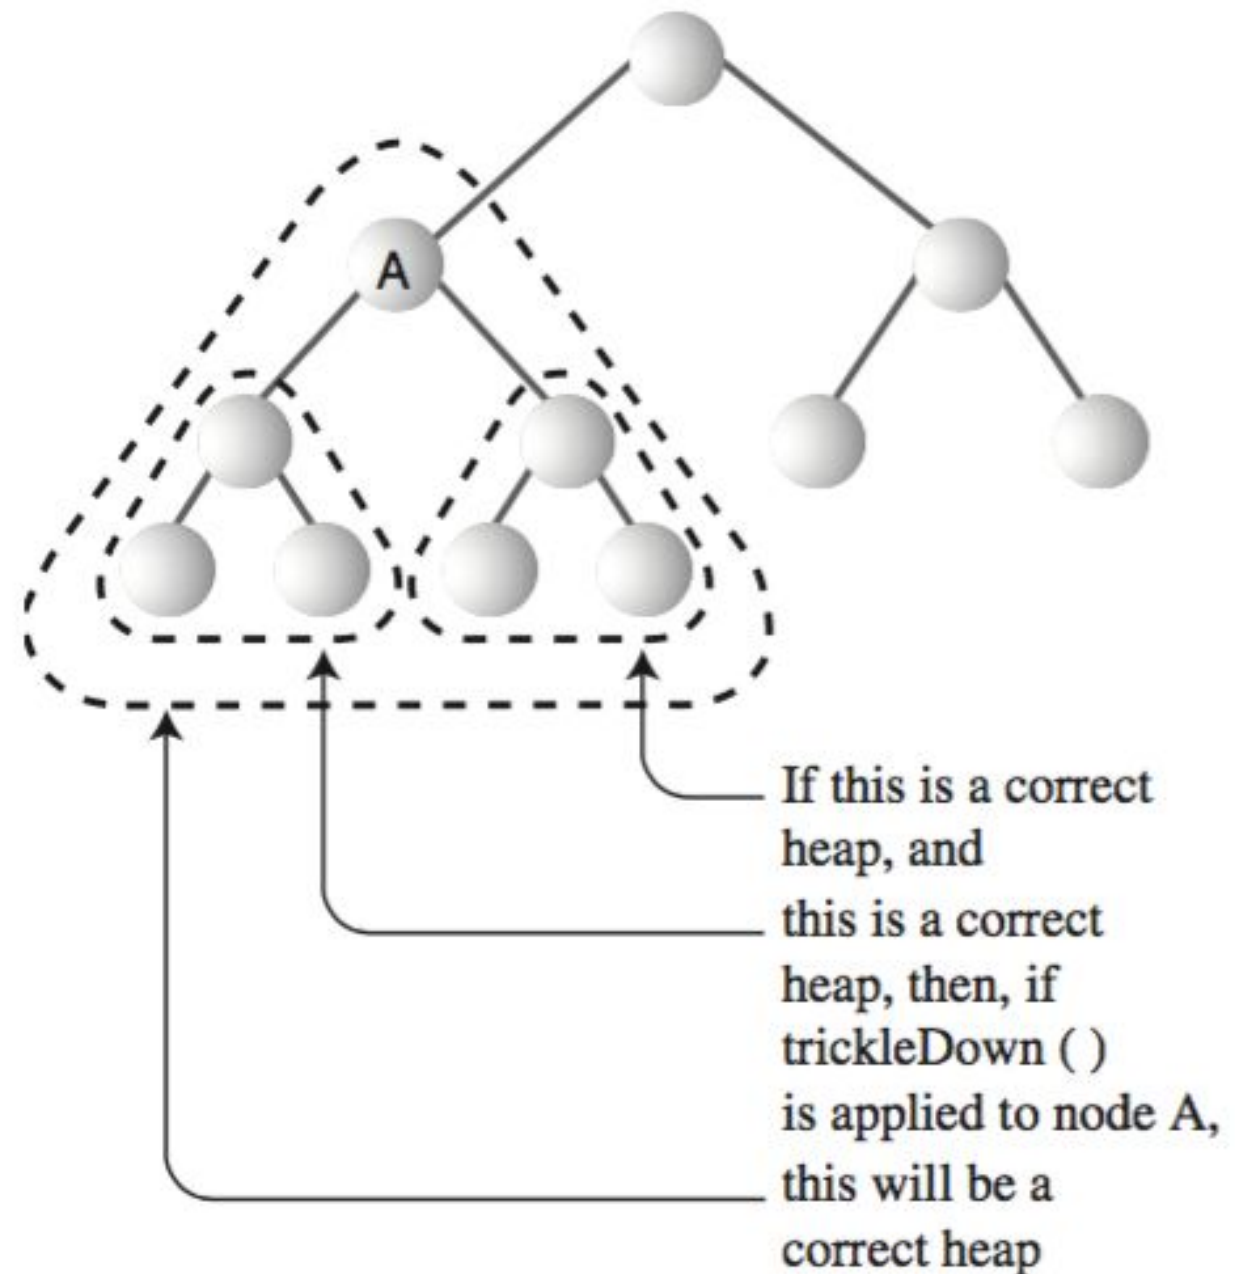 A
If this is a correct
heap, and
this is a correct
heap, then, if
trickleDown ( )
is applied to node A,
this will be a
correct heap